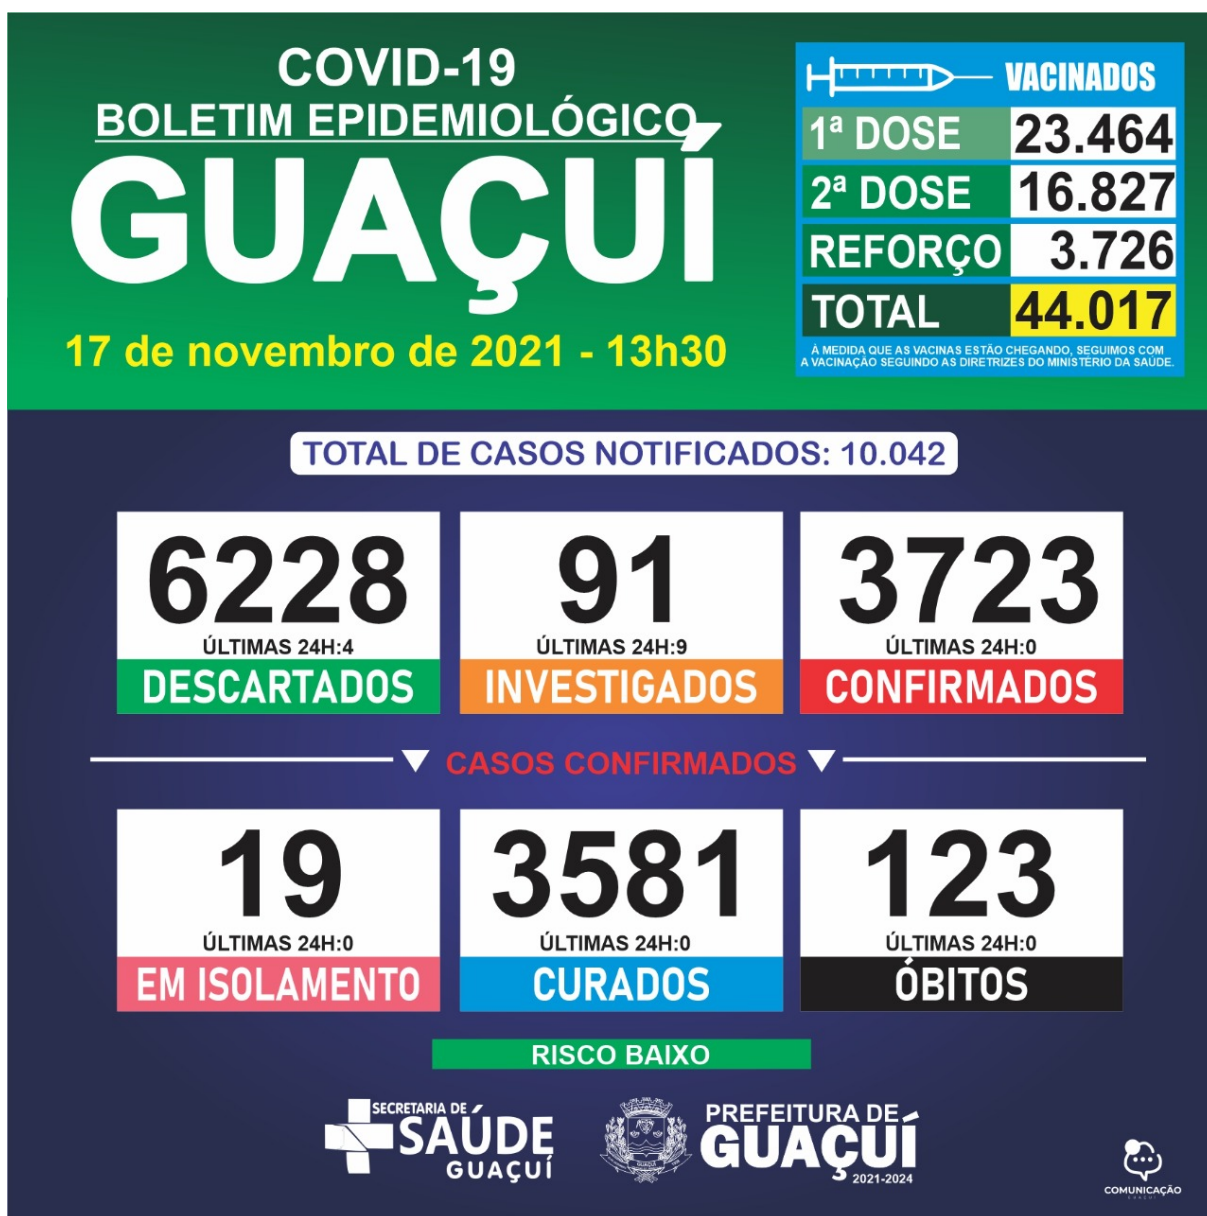 COVID-19
BOLETIM EPIDEMIOLÓGICO
GUAÇUÍ
17 de novembro de 2021 - 13h30
VACINADOS
1ª DOSE 23.464
2ª DOSE 16.827
REFORÇO 3.726
TOTAL 44.017
À MEDIDA QUE AS VACINAS ESTÃO CHEGANDO, SEGUIMOS COM
A VACINAÇÃO SEGUINDO AS DIRETRIZES DO MINISTÉRIO DA SAÚDE.
TOTAL DE CASOS NOTIFICADOS: 10.042
6228
ÚLTIMAS 24H:4
DESCARTADOS
91
ÚLTIMAS 24H:9
INVESTIGADOS
3723
ÚLTIMAS 24H:0
CONFIRMADOS
CASOS CONFIRMADOS
19
ÚLTIMAS 24H:0
EM ISOLAMENTO
3581
ÚLTIMAS 24H:0
CURADOS
123
ÚLTIMAS 24H:0
ÓBITOS
RISCO BAIXO
SECRETARIA DE
SAÚDE
GUAÇUÍ
PREFEITURA DE
GUAÇUÍ
2021-2024
COMUNICAÇÃO